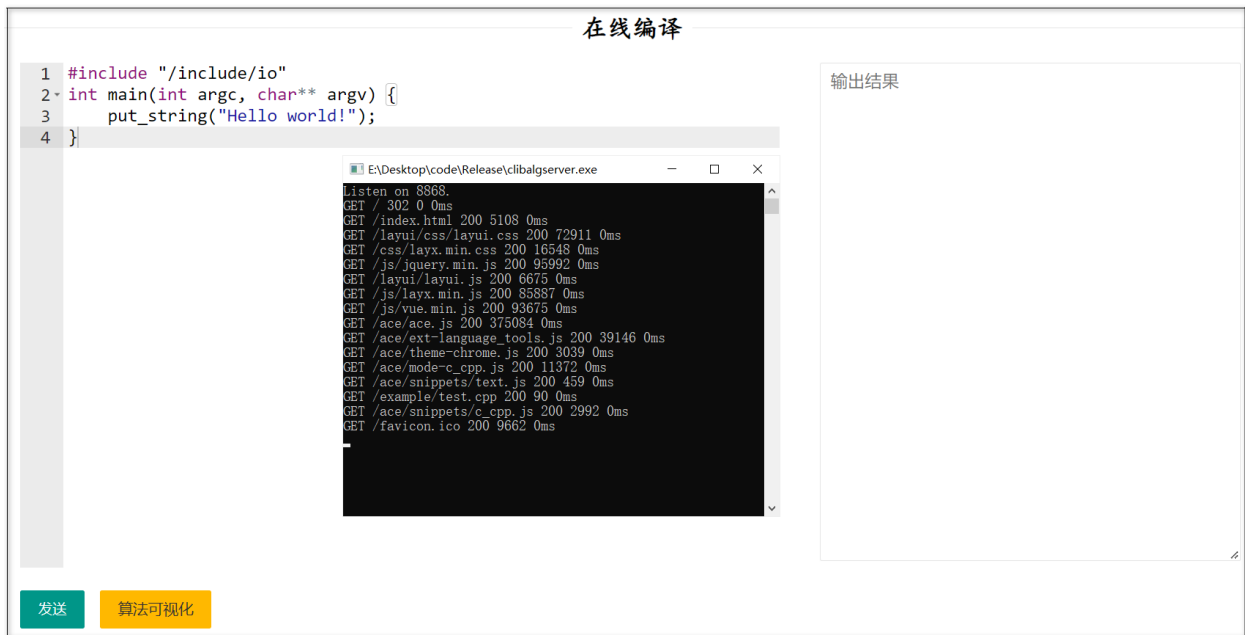 在线编译
1 #include "/include/io"
2 int main(int argc, char** argv) {
3     put_string("Hello world!");
4 }
输出结果
E:\Desktop\code\Release\clibalgserver.exe
Listen on 8868.
GET / 302 0 0ms
GET /index.html 200 5108 0ms
GET /layui/css/layui.css 200 72911 0ms
GET /css/layx.min.css 200 16548 0ms
GET /js/jquery.min.js 200 95992 0ms
GET /layui/layui.js 200 6675 0ms
GET /js/layx.min.js 200 85887 0ms
GET /js/vue.min.js 200 93675 0ms
GET /ace/ace.js 200 375084 0ms
GET /ace/ext-language_tools.js 200 39146 0ms
GET /ace/theme-chrome.js 200 3039 0ms
GET /ace/mode-c_cpp.js 200 11372 0ms
GET /ace/snippets/text.js 200 459 0ms
GET /example/test.cpp 200 90 0ms
GET /ace/snippets/c_cpp.js 200 2992 0ms
GET /favicon.ico 200 9662 0ms
发送
算法可视化